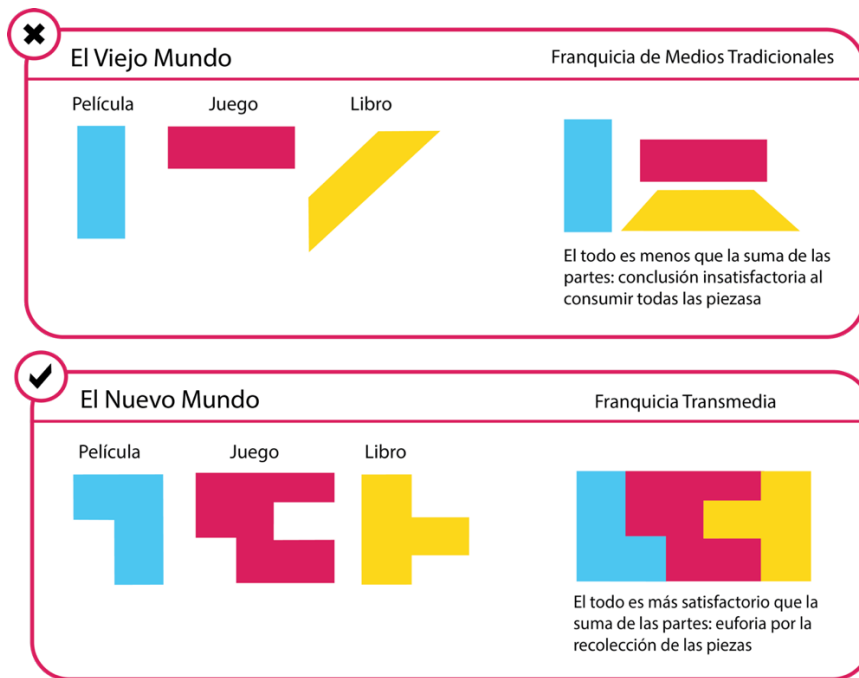 El Viejo Mundo
Franquicia de Medios Tradicionales
Película
Juego
Libro
El todo es menos que la suma de las
partes: conclusión insatisfactoria al
consumir todas las piezasa
El Nuevo Mundo
Franquicia Transmedia
Película
Juego
Libro
El todo es más satisfactorio que la
suma de las partes: euforia por la
recolección de las piezas